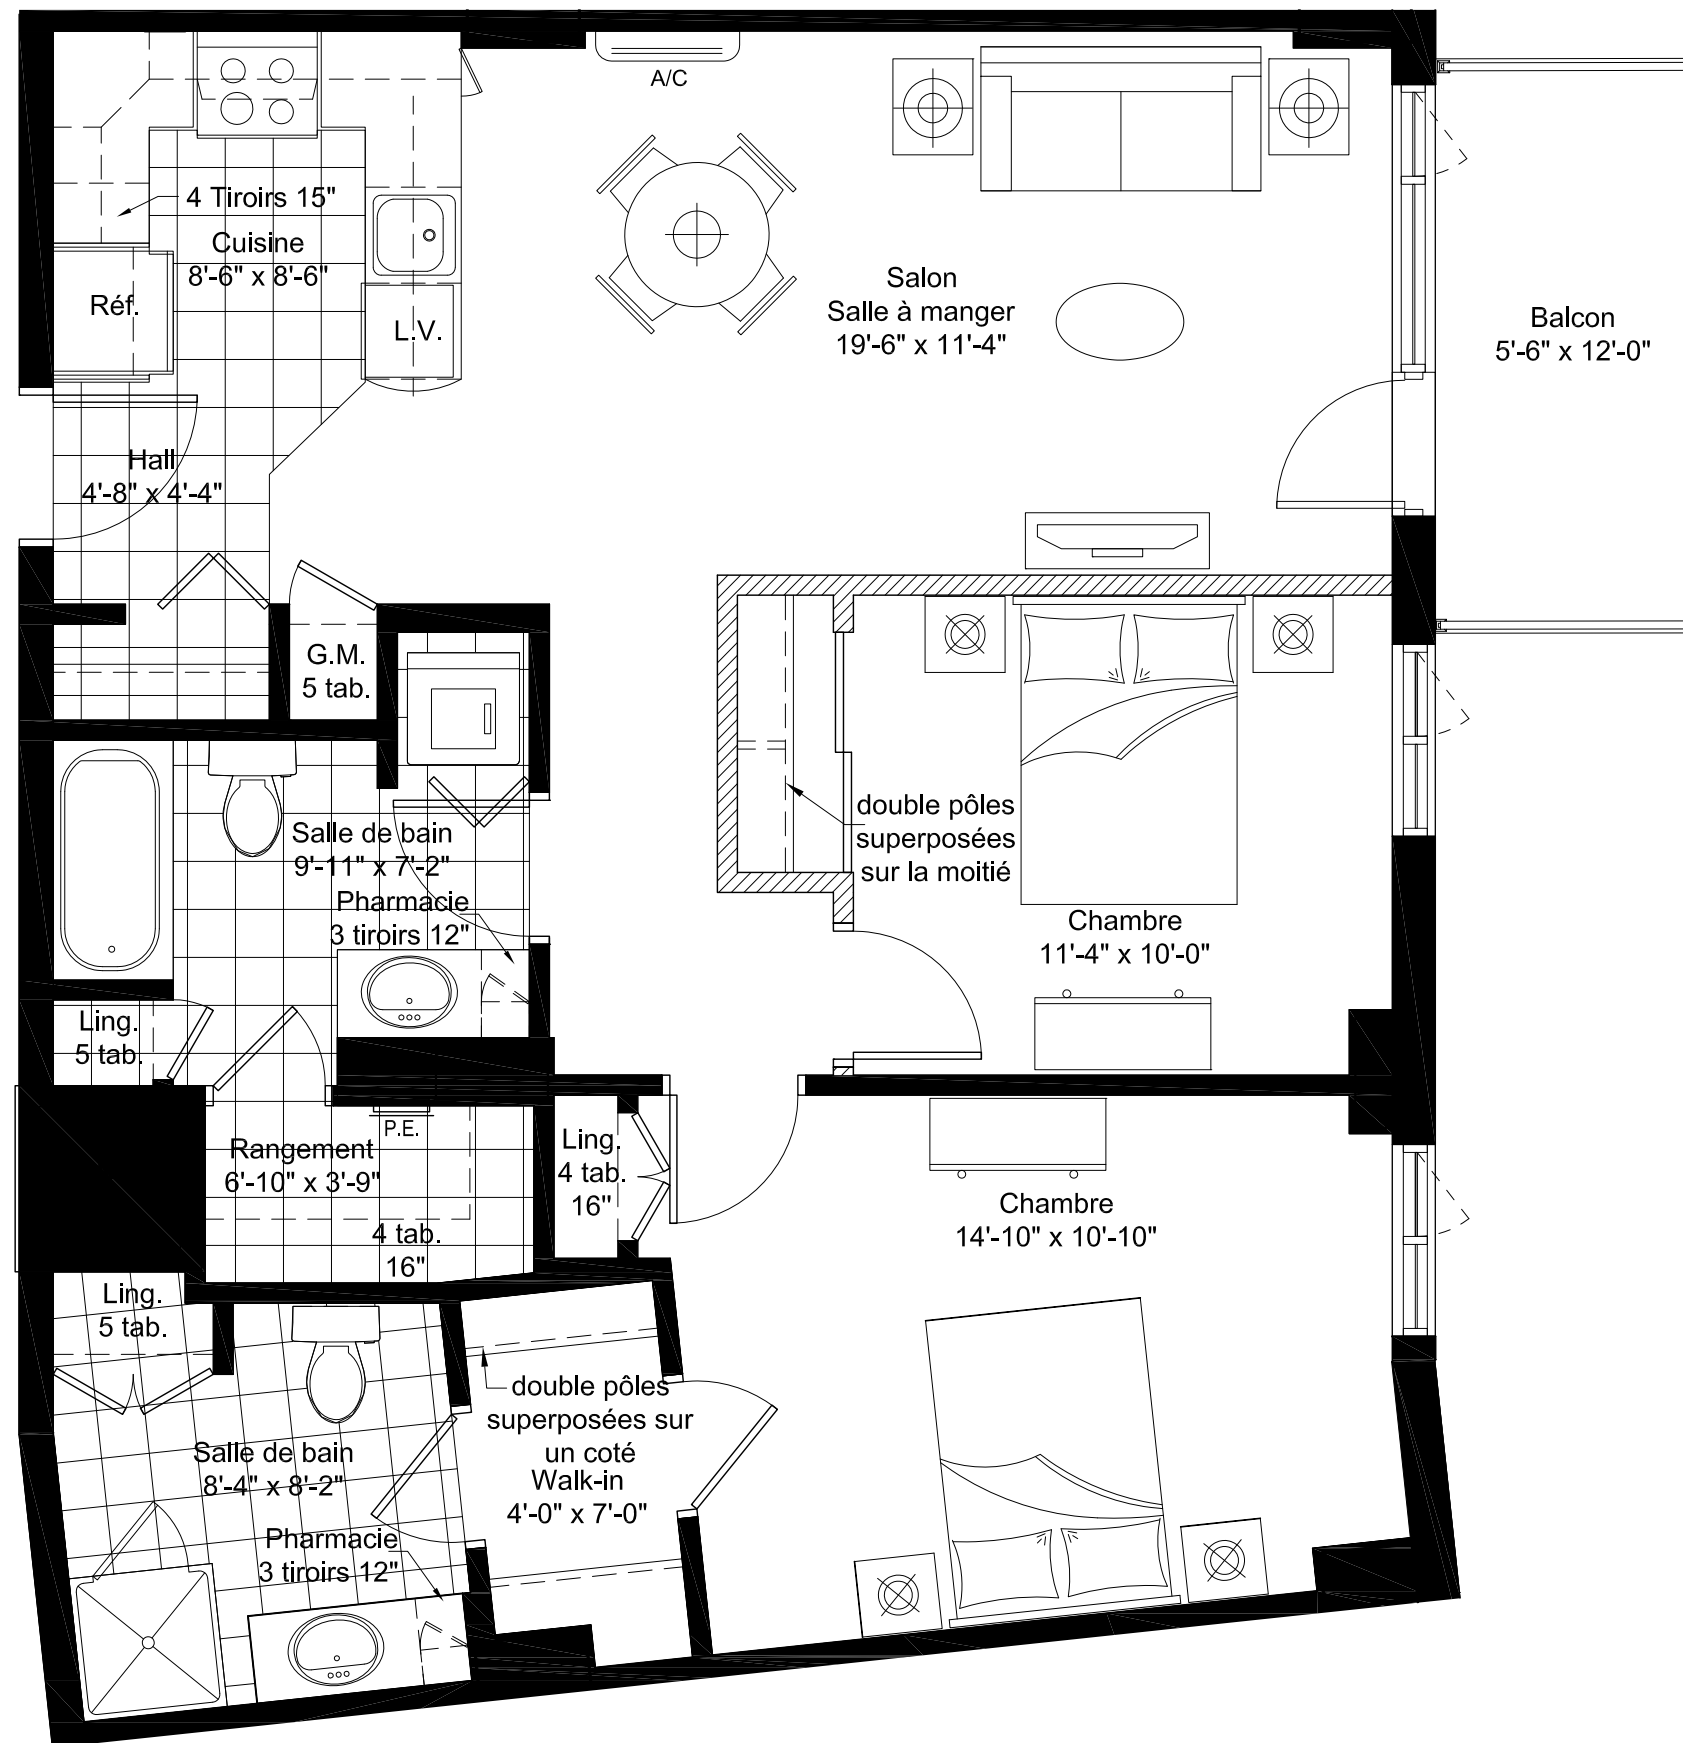 A/C
4 Tiroirs 15"
Cuisine
8'-6" x 8'-6"
Réf.
L.V.
Salon
Salle à manger
19'-6" x 11'-4"
Balcon
5'-6" x 12'-0"
Hall
4'-8" x 4'-4"
G.M.
5 tab.
Salle de bain
9'-11" x 7'-2"
Pharmacie
3 tiroirs 12"
double pôles
superposées
sur la moitié
Chambre
11'-4" x 10'-0"
Ling.
5 tab.
P.E.
Rangement
6'-10" x 3'-9"
4 tab.
16"
Ling.
4 tab.
16"
Chambre
14'-10" x 10'-10"
Ling.
5 tab.
double pôles
superposées sur
un coté
Walk-in
4'-0" x 7'-0"
Salle de bain
8'-4" x 8'-2"
Pharmacie
3 tiroirs 12"